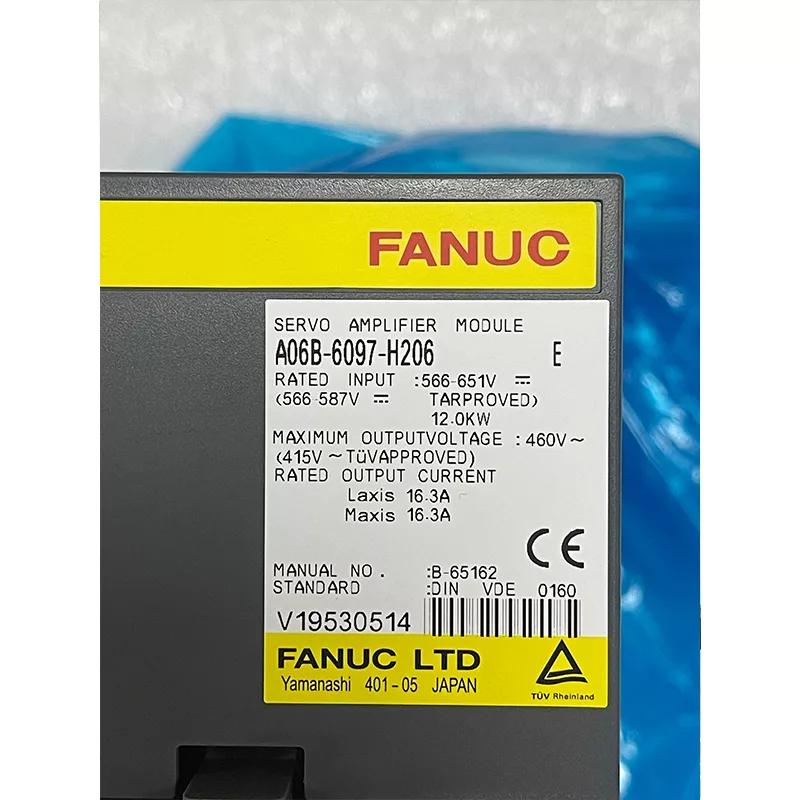 FANUC
SERVO AMPLIFIER MODULE
A06B-6097-H206 E
RATED INPUT :566-651V ⎓
(566-587V ⎓ TARPROVED)
12.0KW
MAXIMUM OUTPUTVOLTAGE :460V~
(415V ~TüVAPPROVED)
RATED OUTPUT CURRENT
Laxis 16.3A
Maxis 16.3A
CE
MANUAL NO. :B-65162
STANDARD :DIN VDE 0160
V19530514
FANUC LTD
Yamanashi 401-05 JAPAN
TÜV Rheinland